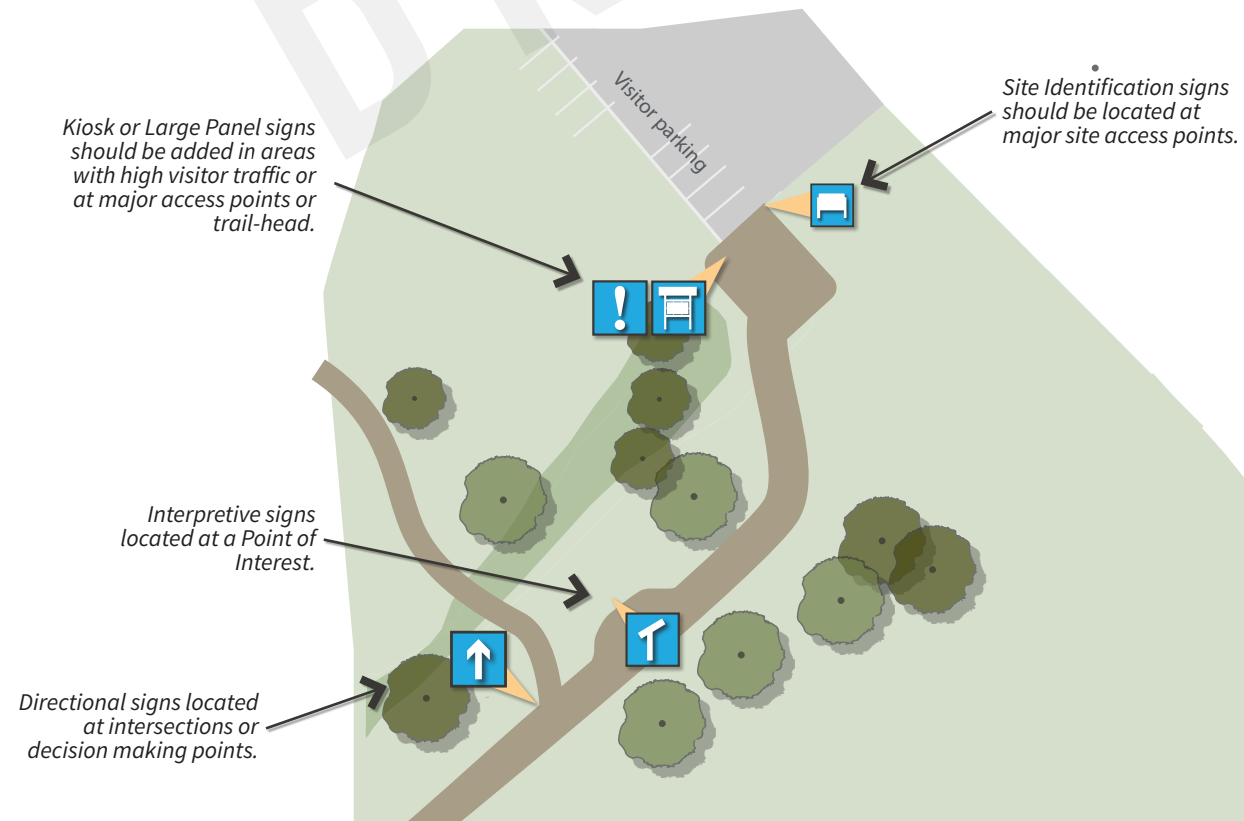 Site Identification signs
should be located at
major site access points.
Visitor parking
Kiosk or Large Panel signs
should be added in areas
with high visitor traffic or
at major access points or
trail-head.
Interpretive signs
located at a Point of
Interest.
Directional signs located
at intersections or
decision making points.